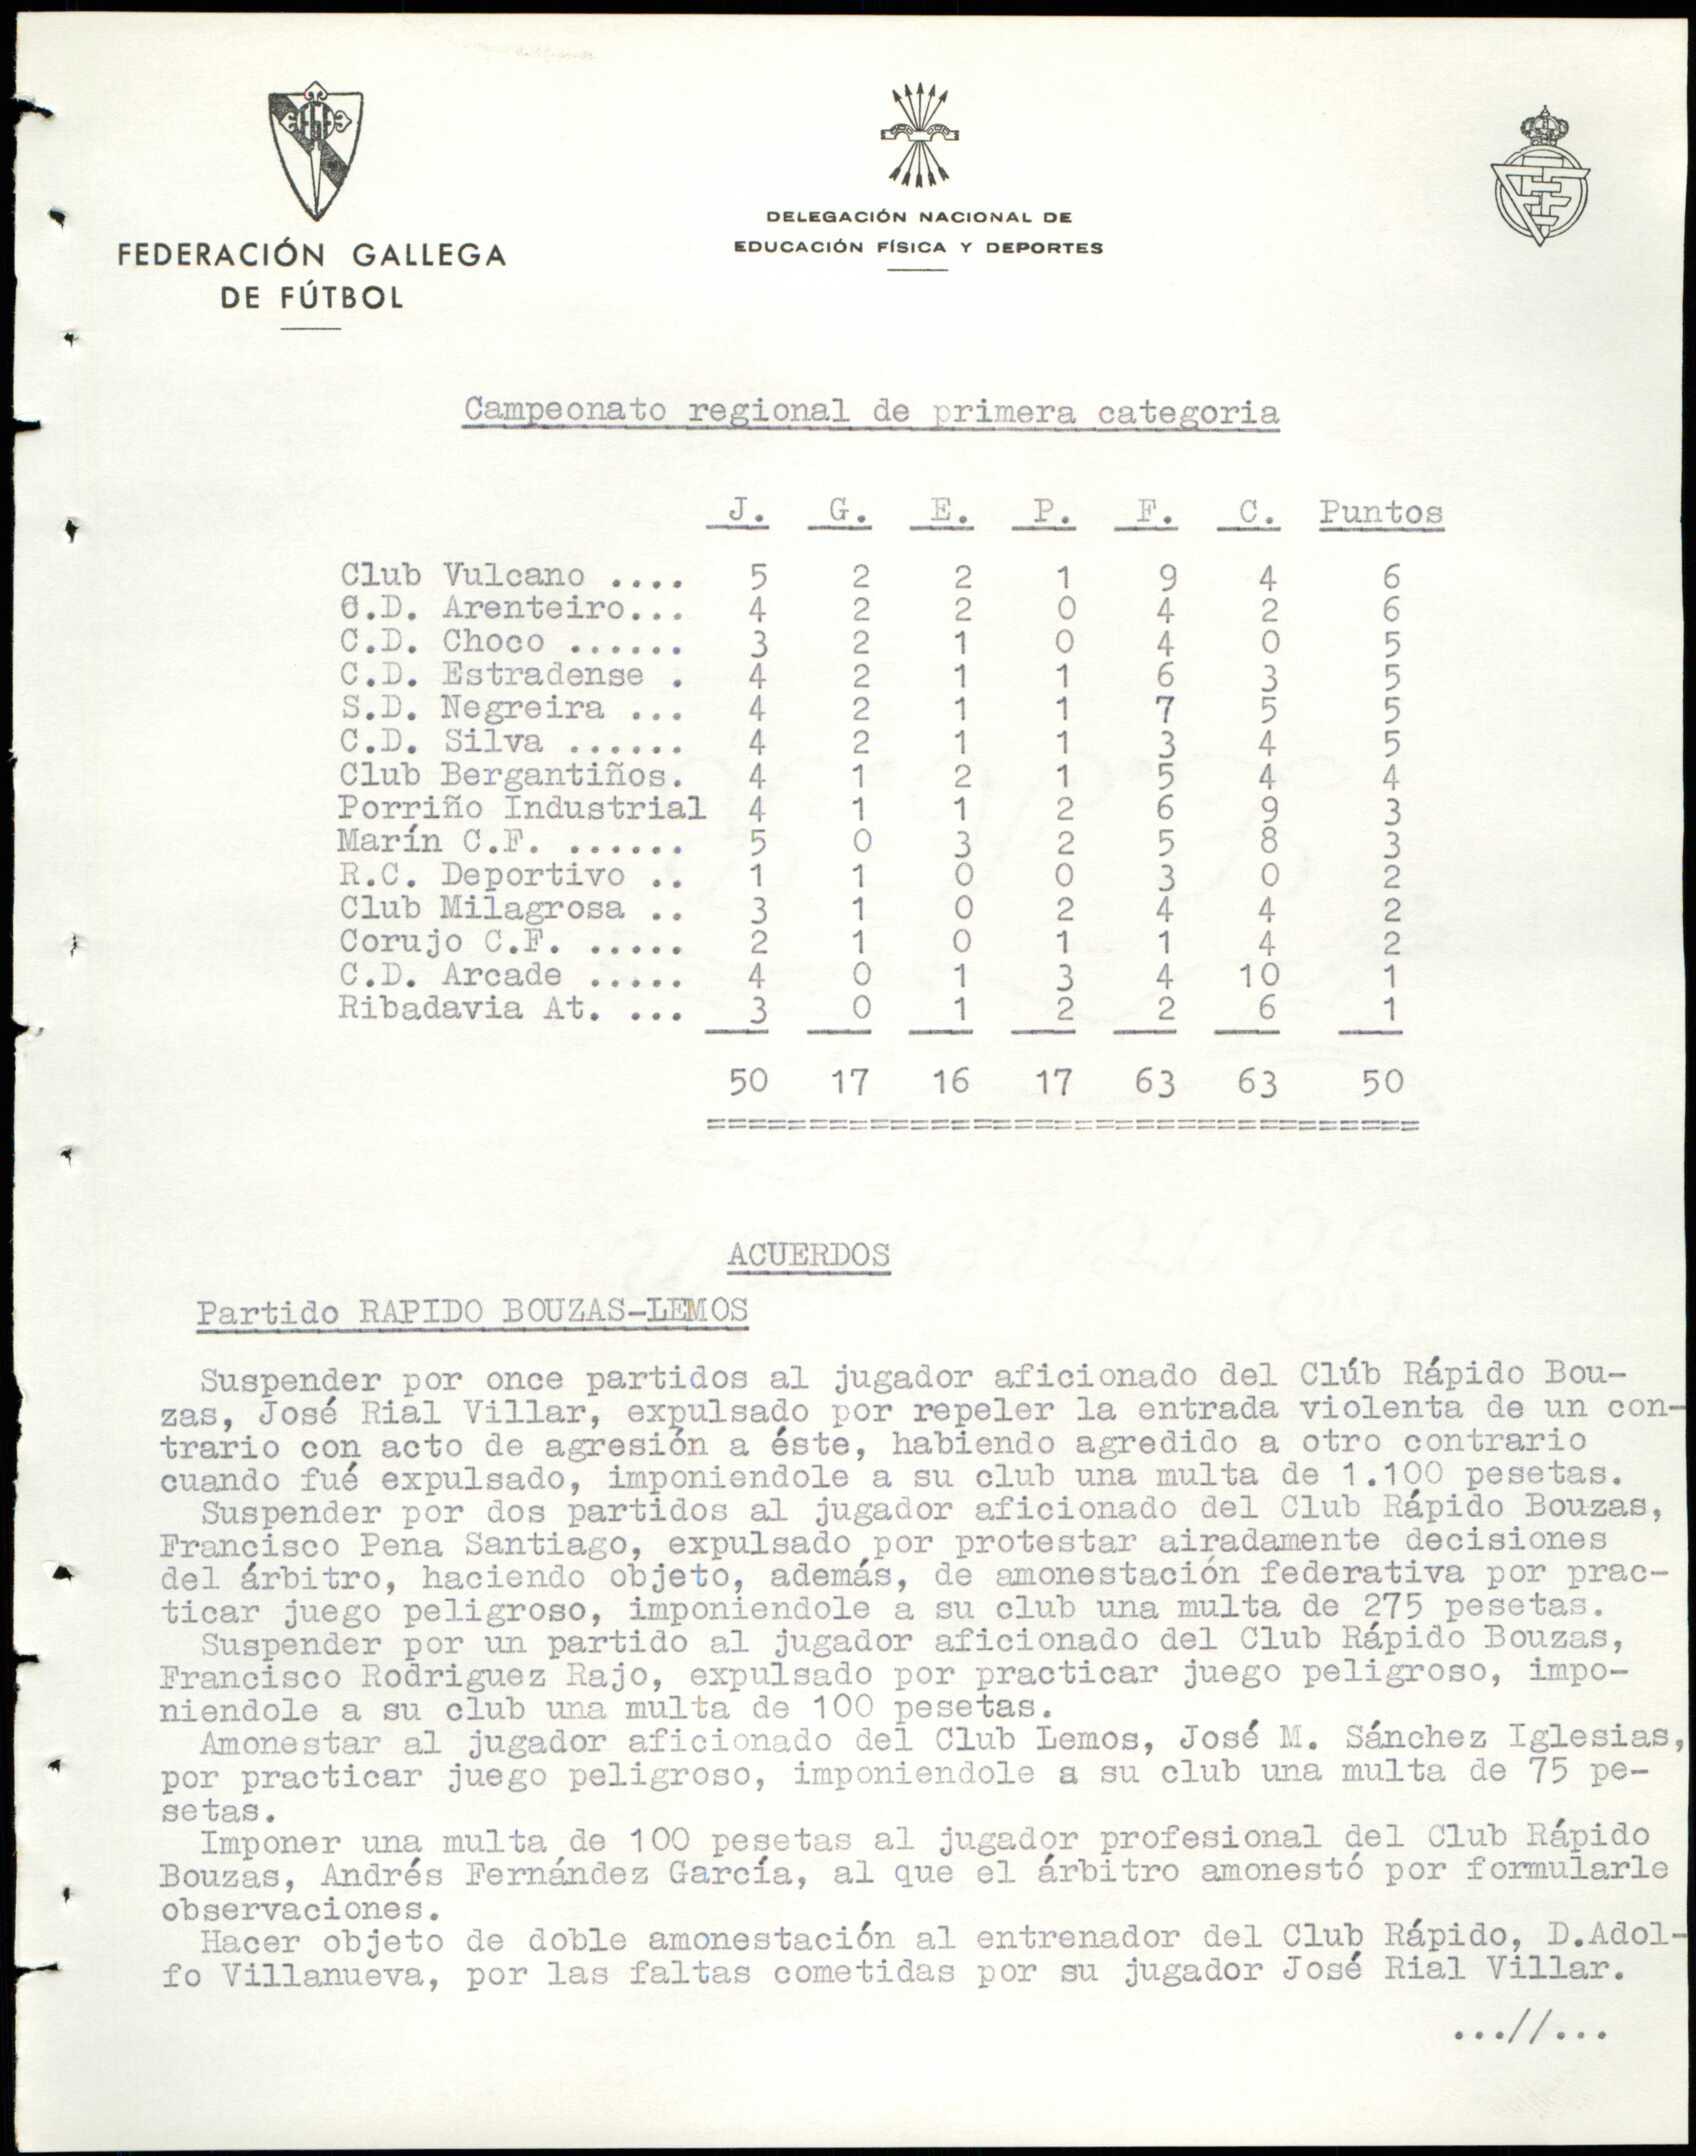 FEDERACIÓN GALLEGA
DE FÚTBOL
DELEGACIÓN NACIONAL DE
EDUCACIÓN FÍSICA Y DEPORTES
Campeonato regional de primera categoria
J. G. E. P. F. C. Puntos
Club Vulcano .... 5 2 2 1 9 4 6
C.D. Arenteiro... 4 2 2 0 4 2 6
C.D. Choco ...... 3 2 1 0 4 0 5
C.D. Estradense . 4 2 1 1 6 3 5
S.D. Negreira ... 4 2 1 1 7 5 5
C.D. Silva ...... 4 2 1 1 3 4 5
Club Bergantiños. 4 1 2 1 5 4 4
Porriño Industrial 4 1 1 2 6 9 3
Marín C.F. ...... 5 0 3 2 5 8 3
R.C. Deportivo .. 1 1 0 0 3 0 2
Club Milagrosa .. 3 1 0 2 4 4 2
Corujo C.F. ..... 2 1 0 1 1 4 2
C.D. Arcade ..... 4 0 1 3 4 10 1
Ribadavia At. ... 3 0 1 2 2 6 1
50 17 16 17 63 63 50
===================================
ACUERDOS
Partido RAPIDO BOUZAS-LEMOS
Suspender por once partidos al jugador aficionado del Clúb Rápido Bou-
zas, José Rial Villar, expulsado por repeler la entrada violenta de un con-
trario con acto de agresión a éste, habiendo agredido a otro contrario
cuando fué expulsado, imponiendole a su club una multa de 1.100 pesetas.
Suspender por dos partidos al jugador aficionado del Club Rápido Bouzas,
Francisco Pena Santiago, expulsado por protestar airadamente decisiones
del árbitro, haciendo objeto, además, de amonestación federativa por prac-
ticar juego peligroso, imponiendole a su club una multa de 275 pesetas.
Suspender por un partido al jugador aficionado del Club Rápido Bouzas,
Francisco Rodriguez Rajo, expulsado por practicar juego peligroso, impo-
niendole a su club una multa de 100 pesetas.
Amonestar al jugador aficionado del Club Lemos, José M. Sánchez Iglesias,
por practicar juego peligroso, imponiendole a su club una multa de 75 pe-
setas.
Imponer una multa de 100 pesetas al jugador profesional del Club Rápido
Bouzas, Andrés Fernández García, al que el árbitro amonestó por formularle
observaciones.
Hacer objeto de doble amonestación al entrenador del Club Rápido, D.Adol-
fo Villanueva, por las faltas cometidas por su jugador José Rial Villar.
...//...